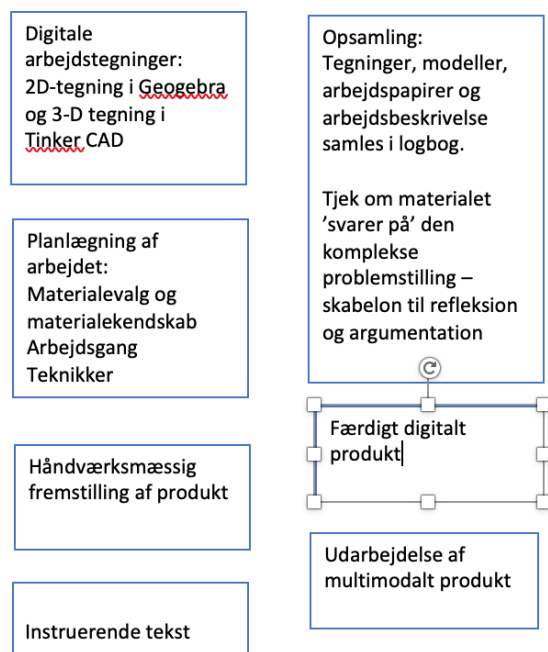 Digitale
arbejdstegninger:
2D-tegning i Geogebra
og 3-D tegning i
Tinker CAD
Planlægning af
arbejdet:
Materialevalg og
materialekendskab
Arbejdsgang
Teknikker
Håndværksmæssig
fremstilling af produkt
Instruerende tekst
Opsamling:
Tegninger, modeller,
arbejdspapirer og
arbejdsbeskrivelse
samles i logbog.
Tjek om materialet
’svarer på’ den
komplekse
problemstilling –
skabelon til refleksion
og argumentation
Færdigt digitalt
produkt
Udarbejdelse af
multimodalt produkt